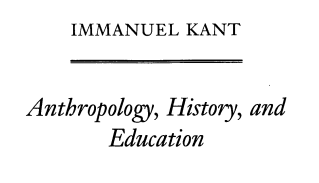 IMMANUEL KANT
Anthropology, History, and
Education